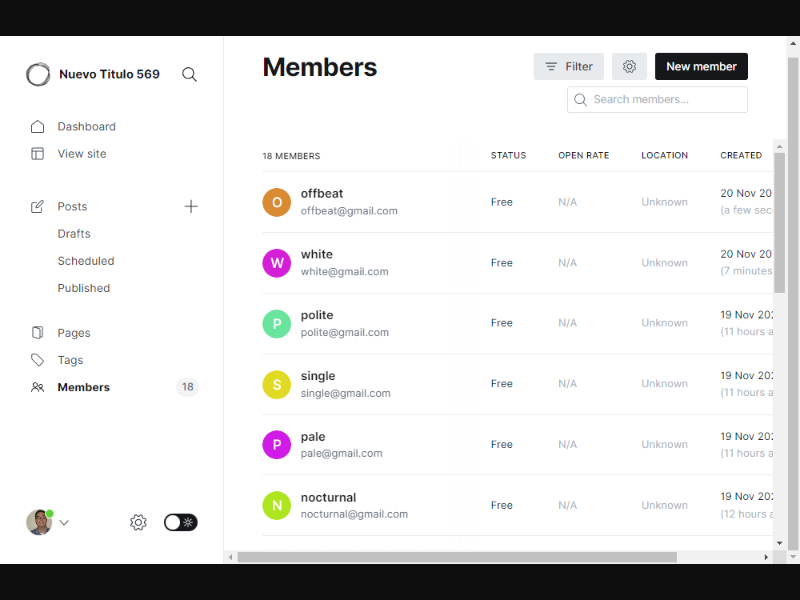 Nuevo Titulo 569
Dashboard
View site
Posts
Drafts
Scheduled
Published
Pages
Tags
Members 18
Members
Filter
New member
Search members...
18 MEMBERS STATUS OPEN RATE LOCATION CREATED
O offbeat Free N/A Unknown 20 Nov 20
offbeat@gmail.com (a few sec
W white Free N/A Unknown 20 Nov 20
white@gmail.com (7 minutes
P polite Free N/A Unknown 19 Nov 202
polite@gmail.com (11 hours a
S single Free N/A Unknown 19 Nov 202
single@gmail.com (11 hours a
P pale Free N/A Unknown 19 Nov 202
pale@gmail.com (11 hours a
N nocturnal Free N/A Unknown 19 Nov 202
nocturnal@gmail.com (12 hours a